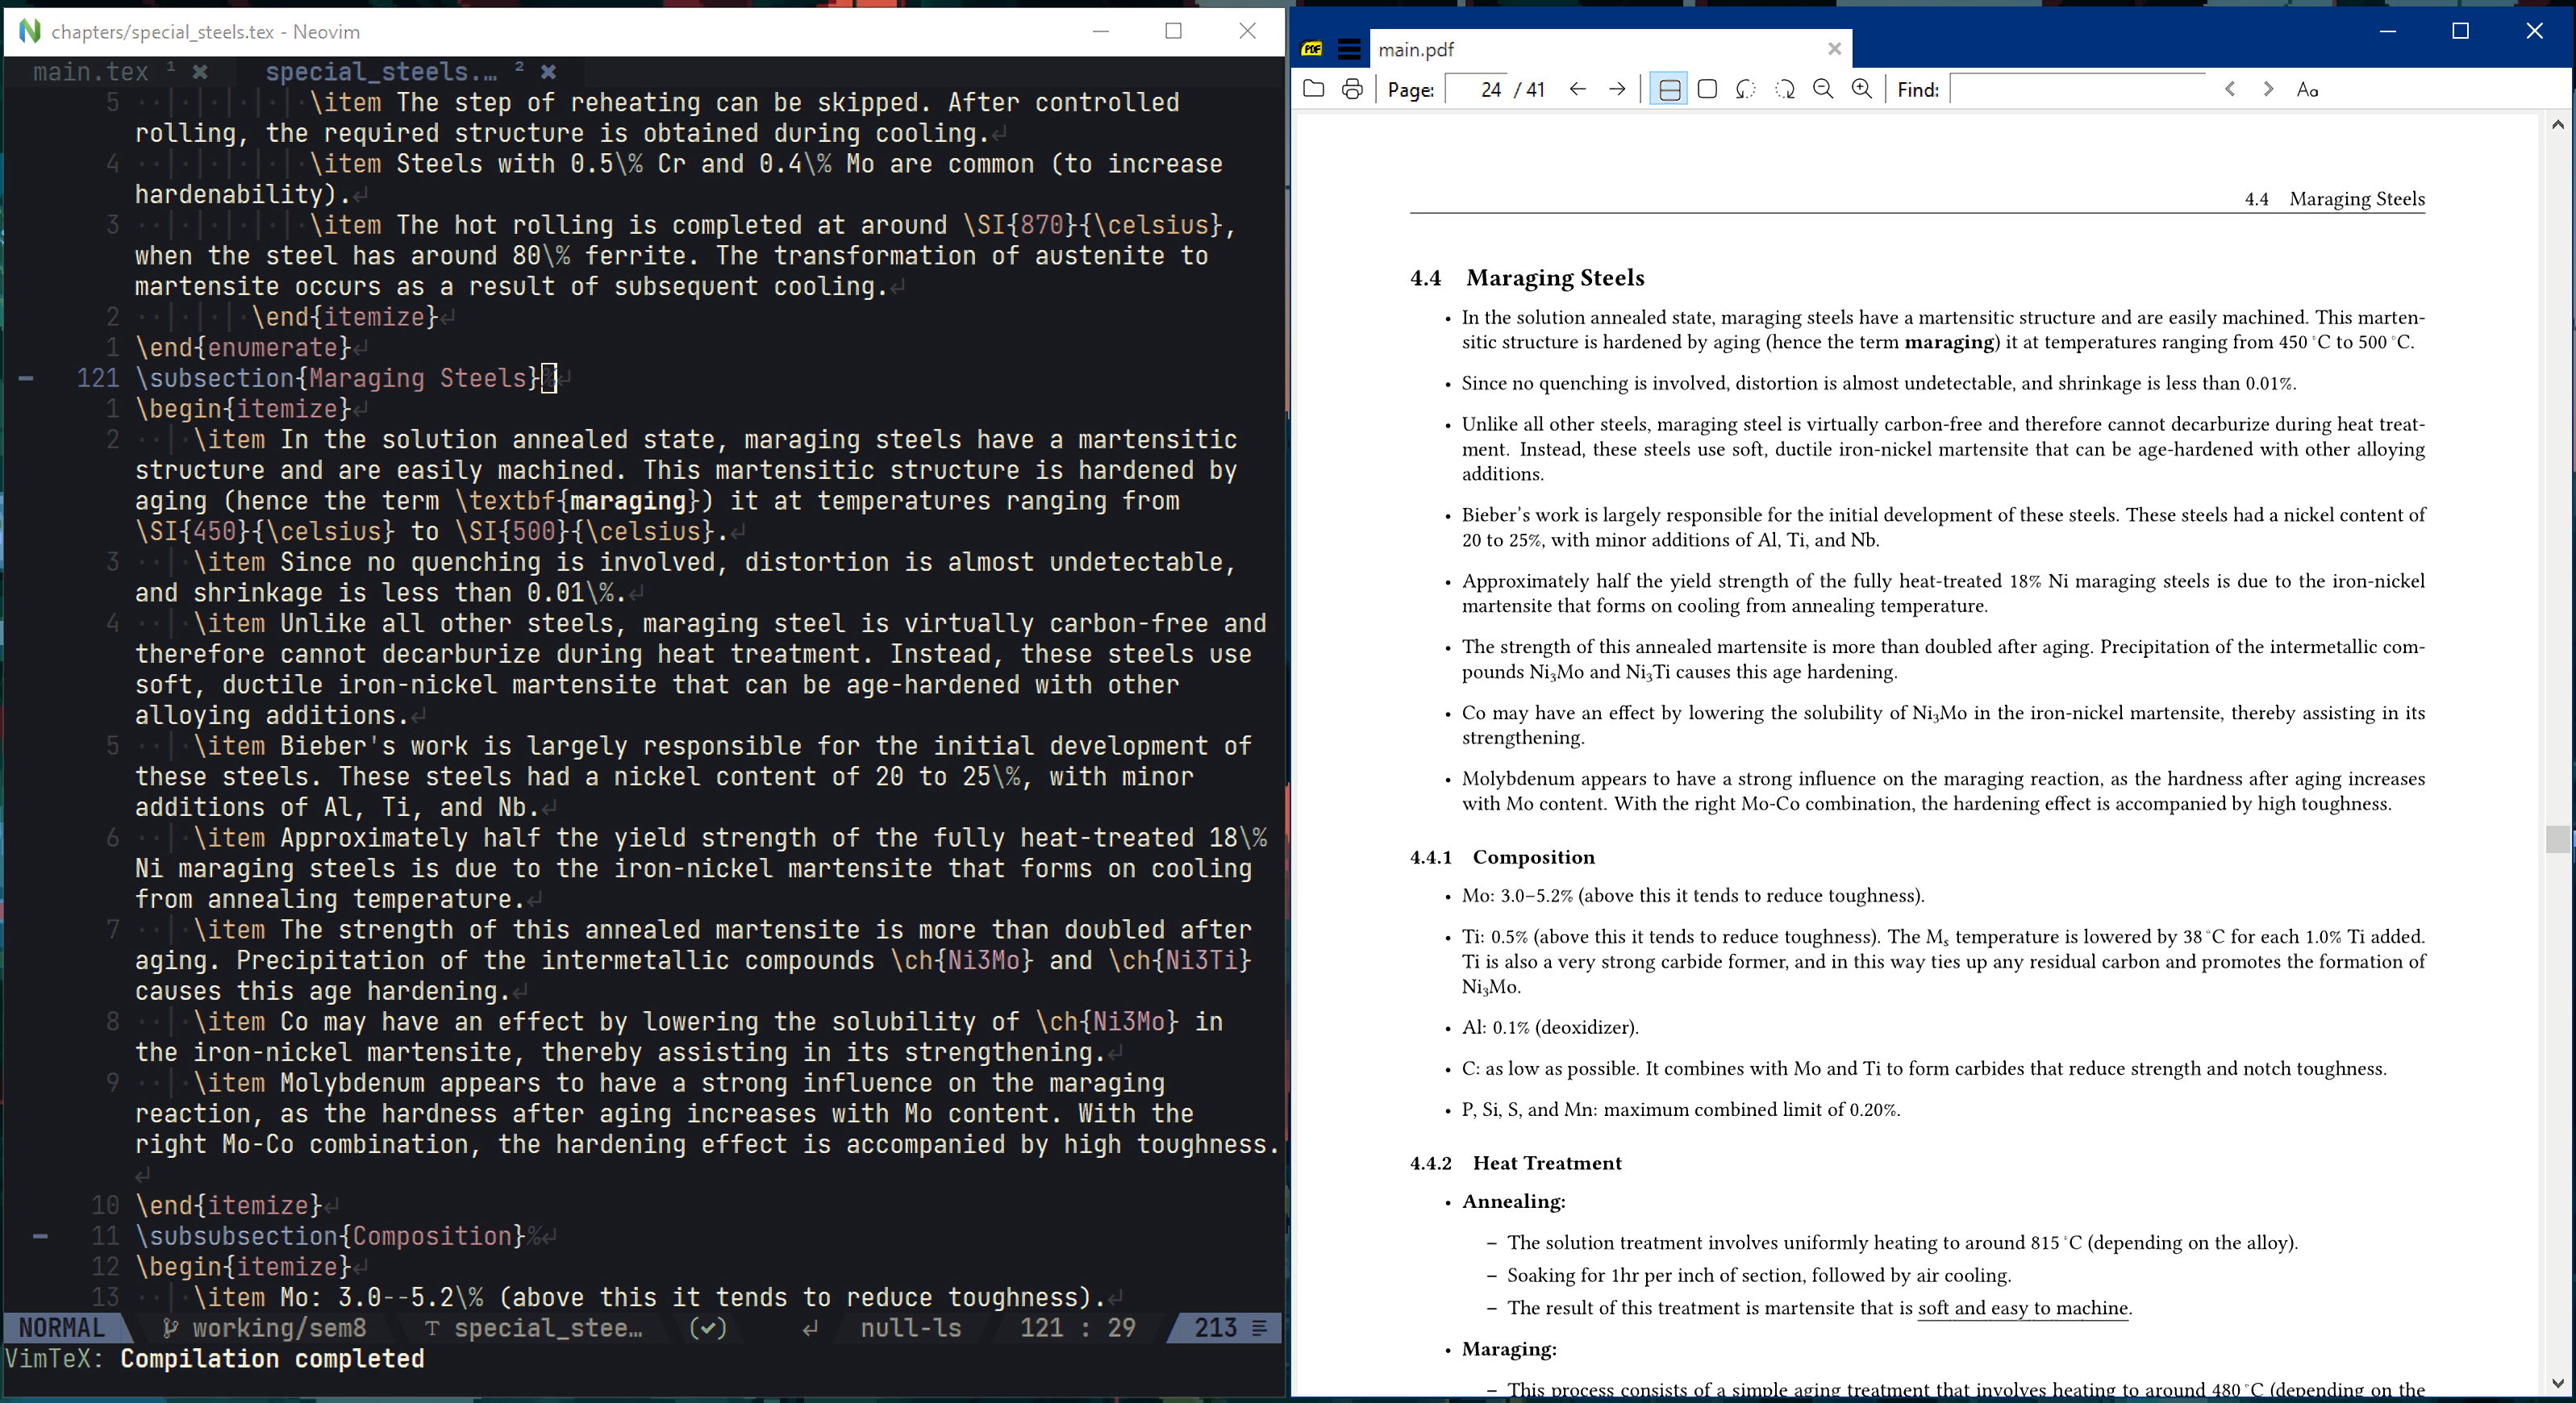 chapters/special_steels.tex - Neovim
main.tex 1 ✖ special_steels.… 2 ✖
5 \item The step of reheating can be skipped. After controlled
rolling, the required structure is obtained during cooling.
4 \item Steels with 0.5\% Cr and 0.4\% Mo are common (to increase
hardenability).
3 \item The hot rolling is completed at around \SI{870}{\celsius},
when the steel has around 80\% ferrite. The transformation of austenite to
martensite occurs as a result of subsequent cooling.
2 \end{itemize}
1 \end{enumerate}
121 \subsection{Maraging Steels}%
1 \begin{itemize}
2 \item In the solution annealed state, maraging steels have a martensitic
structure and are easily machined. This martensitic structure is hardened by
aging (hence the term \textbf{maraging}) it at temperatures ranging from
\SI{450}{\celsius} to \SI{500}{\celsius}.
3 \item Since no quenching is involved, distortion is almost undetectable,
and shrinkage is less than 0.01\%.
4 \item Unlike all other steels, maraging steel is virtually carbon-free and
therefore cannot decarburize during heat treatment. Instead, these steels use
soft, ductile iron-nickel martensite that can be age-hardened with other
alloying additions.
5 \item Bieber's work is largely responsible for the initial development of
these steels. These steels had a nickel content of 20 to 25\%, with minor
additions of Al, Ti, and Nb.
6 \item Approximately half the yield strength of the fully heat-treated 18\%
Ni maraging steels is due to the iron-nickel martensite that forms on cooling
from annealing temperature.
7 \item The strength of this annealed martensite is more than doubled after
aging. Precipitation of the intermetallic compounds \ch{Ni3Mo} and \ch{Ni3Ti}
causes this age hardening.
8 \item Co may have an effect by lowering the solubility of \ch{Ni3Mo} in
the iron-nickel martensite, thereby assisting in its strengthening.
9 \item Molybdenum appears to have a strong influence on the maraging
reaction, as the hardness after aging increases with Mo content. With the
right Mo-Co combination, the hardening effect is accompanied by high toughness.
10 \end{itemize}
11 \subsubsection{Composition}%
12 \begin{itemize}
13 \item Mo: 3.0--5.2\% (above this it tends to reduce toughness).
NORMAL working/sem8 T special_stee… (✓) null-ls 121 : 29 213
VimTeX: Compilation completed
PDF main.pdf
Page: 24 / 41 Find: Aa
4.4 Maraging Steels
4.4 Maraging Steels
• In the solution annealed state, maraging steels have a martensitic structure and are easily machined. This marten-
sitic structure is hardened by aging (hence the term maraging) it at temperatures ranging from 450 °C to 500 °C.
• Since no quenching is involved, distortion is almost undetectable, and shrinkage is less than 0.01%.
• Unlike all other steels, maraging steel is virtually carbon-free and therefore cannot decarburize during heat treat-
ment. Instead, these steels use soft, ductile iron-nickel martensite that can be age-hardened with other alloying
additions.
• Bieber's work is largely responsible for the initial development of these steels. These steels had a nickel content of
20 to 25%, with minor additions of Al, Ti, and Nb.
• Approximately half the yield strength of the fully heat-treated 18% Ni maraging steels is due to the iron-nickel
martensite that forms on cooling from annealing temperature.
• The strength of this annealed martensite is more than doubled after aging. Precipitation of the intermetallic com-
pounds Ni₃Mo and Ni₃Ti causes this age hardening.
• Co may have an effect by lowering the solubility of Ni₃Mo in the iron-nickel martensite, thereby assisting in its
strengthening.
• Molybdenum appears to have a strong influence on the maraging reaction, as the hardness after aging increases
with Mo content. With the right Mo-Co combination, the hardening effect is accompanied by high toughness.
4.4.1 Composition
• Mo: 3.0–5.2% (above this it tends to reduce toughness).
• Ti: 0.5% (above this it tends to reduce toughness). The Mₛ temperature is lowered by 38 °C for each 1.0% Ti added.
Ti is also a very strong carbide former, and in this way ties up any residual carbon and promotes the formation of
Ni₃Mo.
• Al: 0.1% (deoxidizer).
• C: as low as possible. It combines with Mo and Ti to form carbides that reduce strength and notch toughness.
• P, Si, S, and Mn: maximum combined limit of 0.20%.
4.4.2 Heat Treatment
• Annealing:
– The solution treatment involves uniformly heating to around 815 °C (depending on the alloy).
– Soaking for 1hr per inch of section, followed by air cooling.
– The result of this treatment is martensite that is soft and easy to machine.
• Maraging:
– This process consists of a simple aging treatment that involves heating to around 480 °C (depending on the